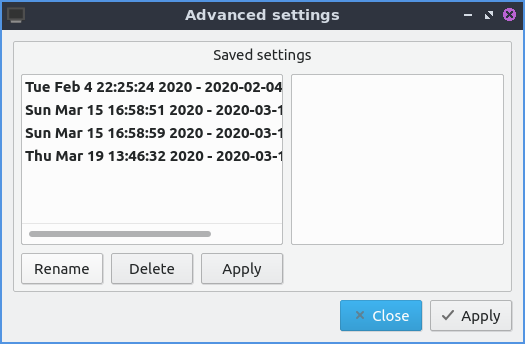 Advanced settings
Saved settings
Tue Feb 4 22:25:24 2020 - 2020-02-04
Sun Mar 15 16:58:51 2020 - 2020-03-1
Sun Mar 15 16:58:59 2020 - 2020-03-1
Thu Mar 19 13:46:32 2020 - 2020-03-1
Rename Delete Apply
Close Apply